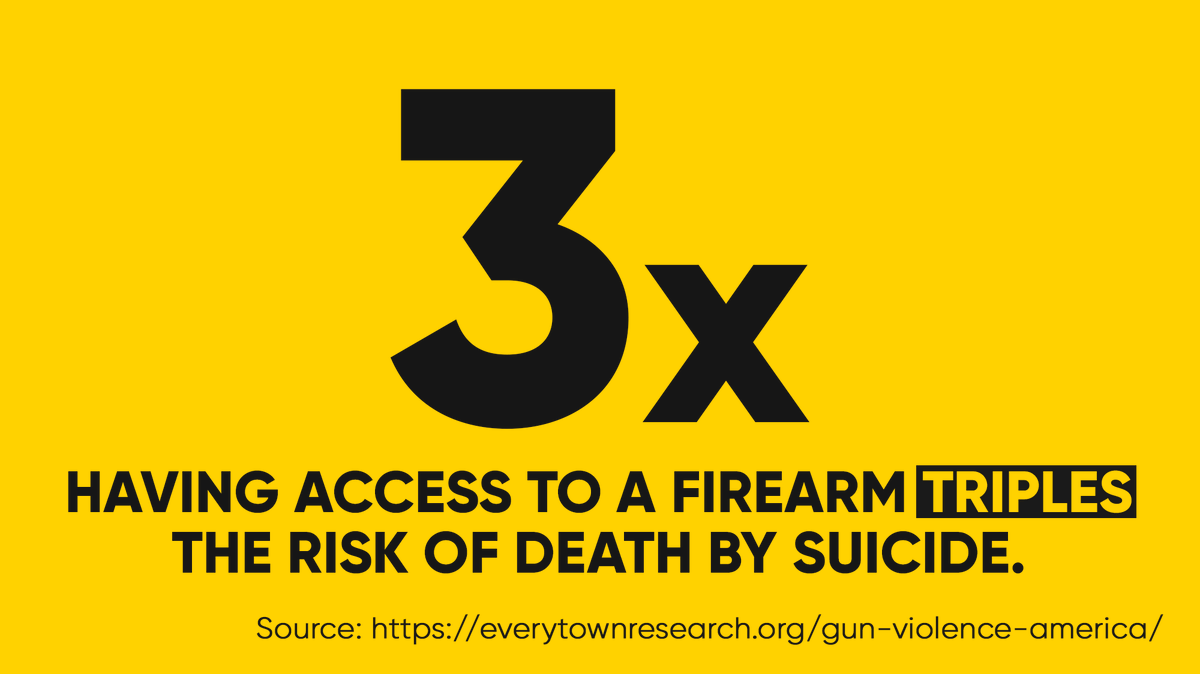 3x
HAVING ACCESS TO A FIREARM TRIPLES
THE RISK OF DEATH BY SUICIDE.
Source: https://everytownresearch.org/gun-violence-america/